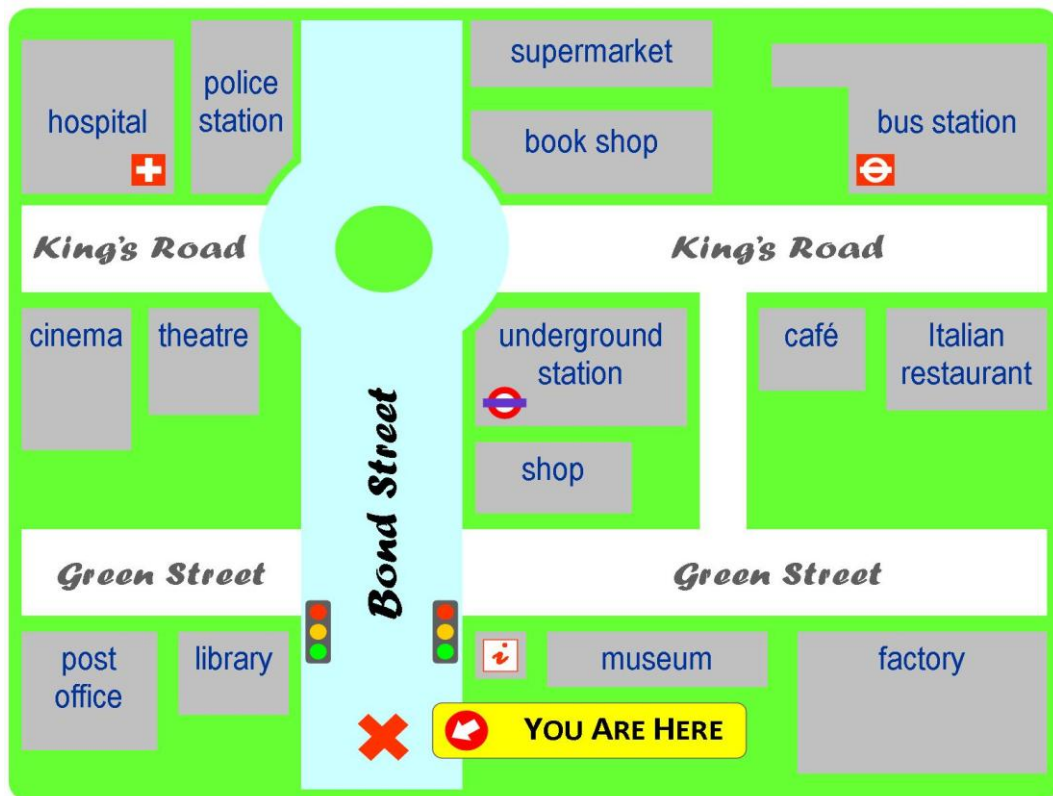 hospital
police
station
supermarket
book shop
bus station
King's Road
King's Road
cinema
theatre
underground
station
café
Italian
restaurant
shop
Bond Street
Green Street
Green Street
post
office
library
i
museum
factory
YOU ARE HERE